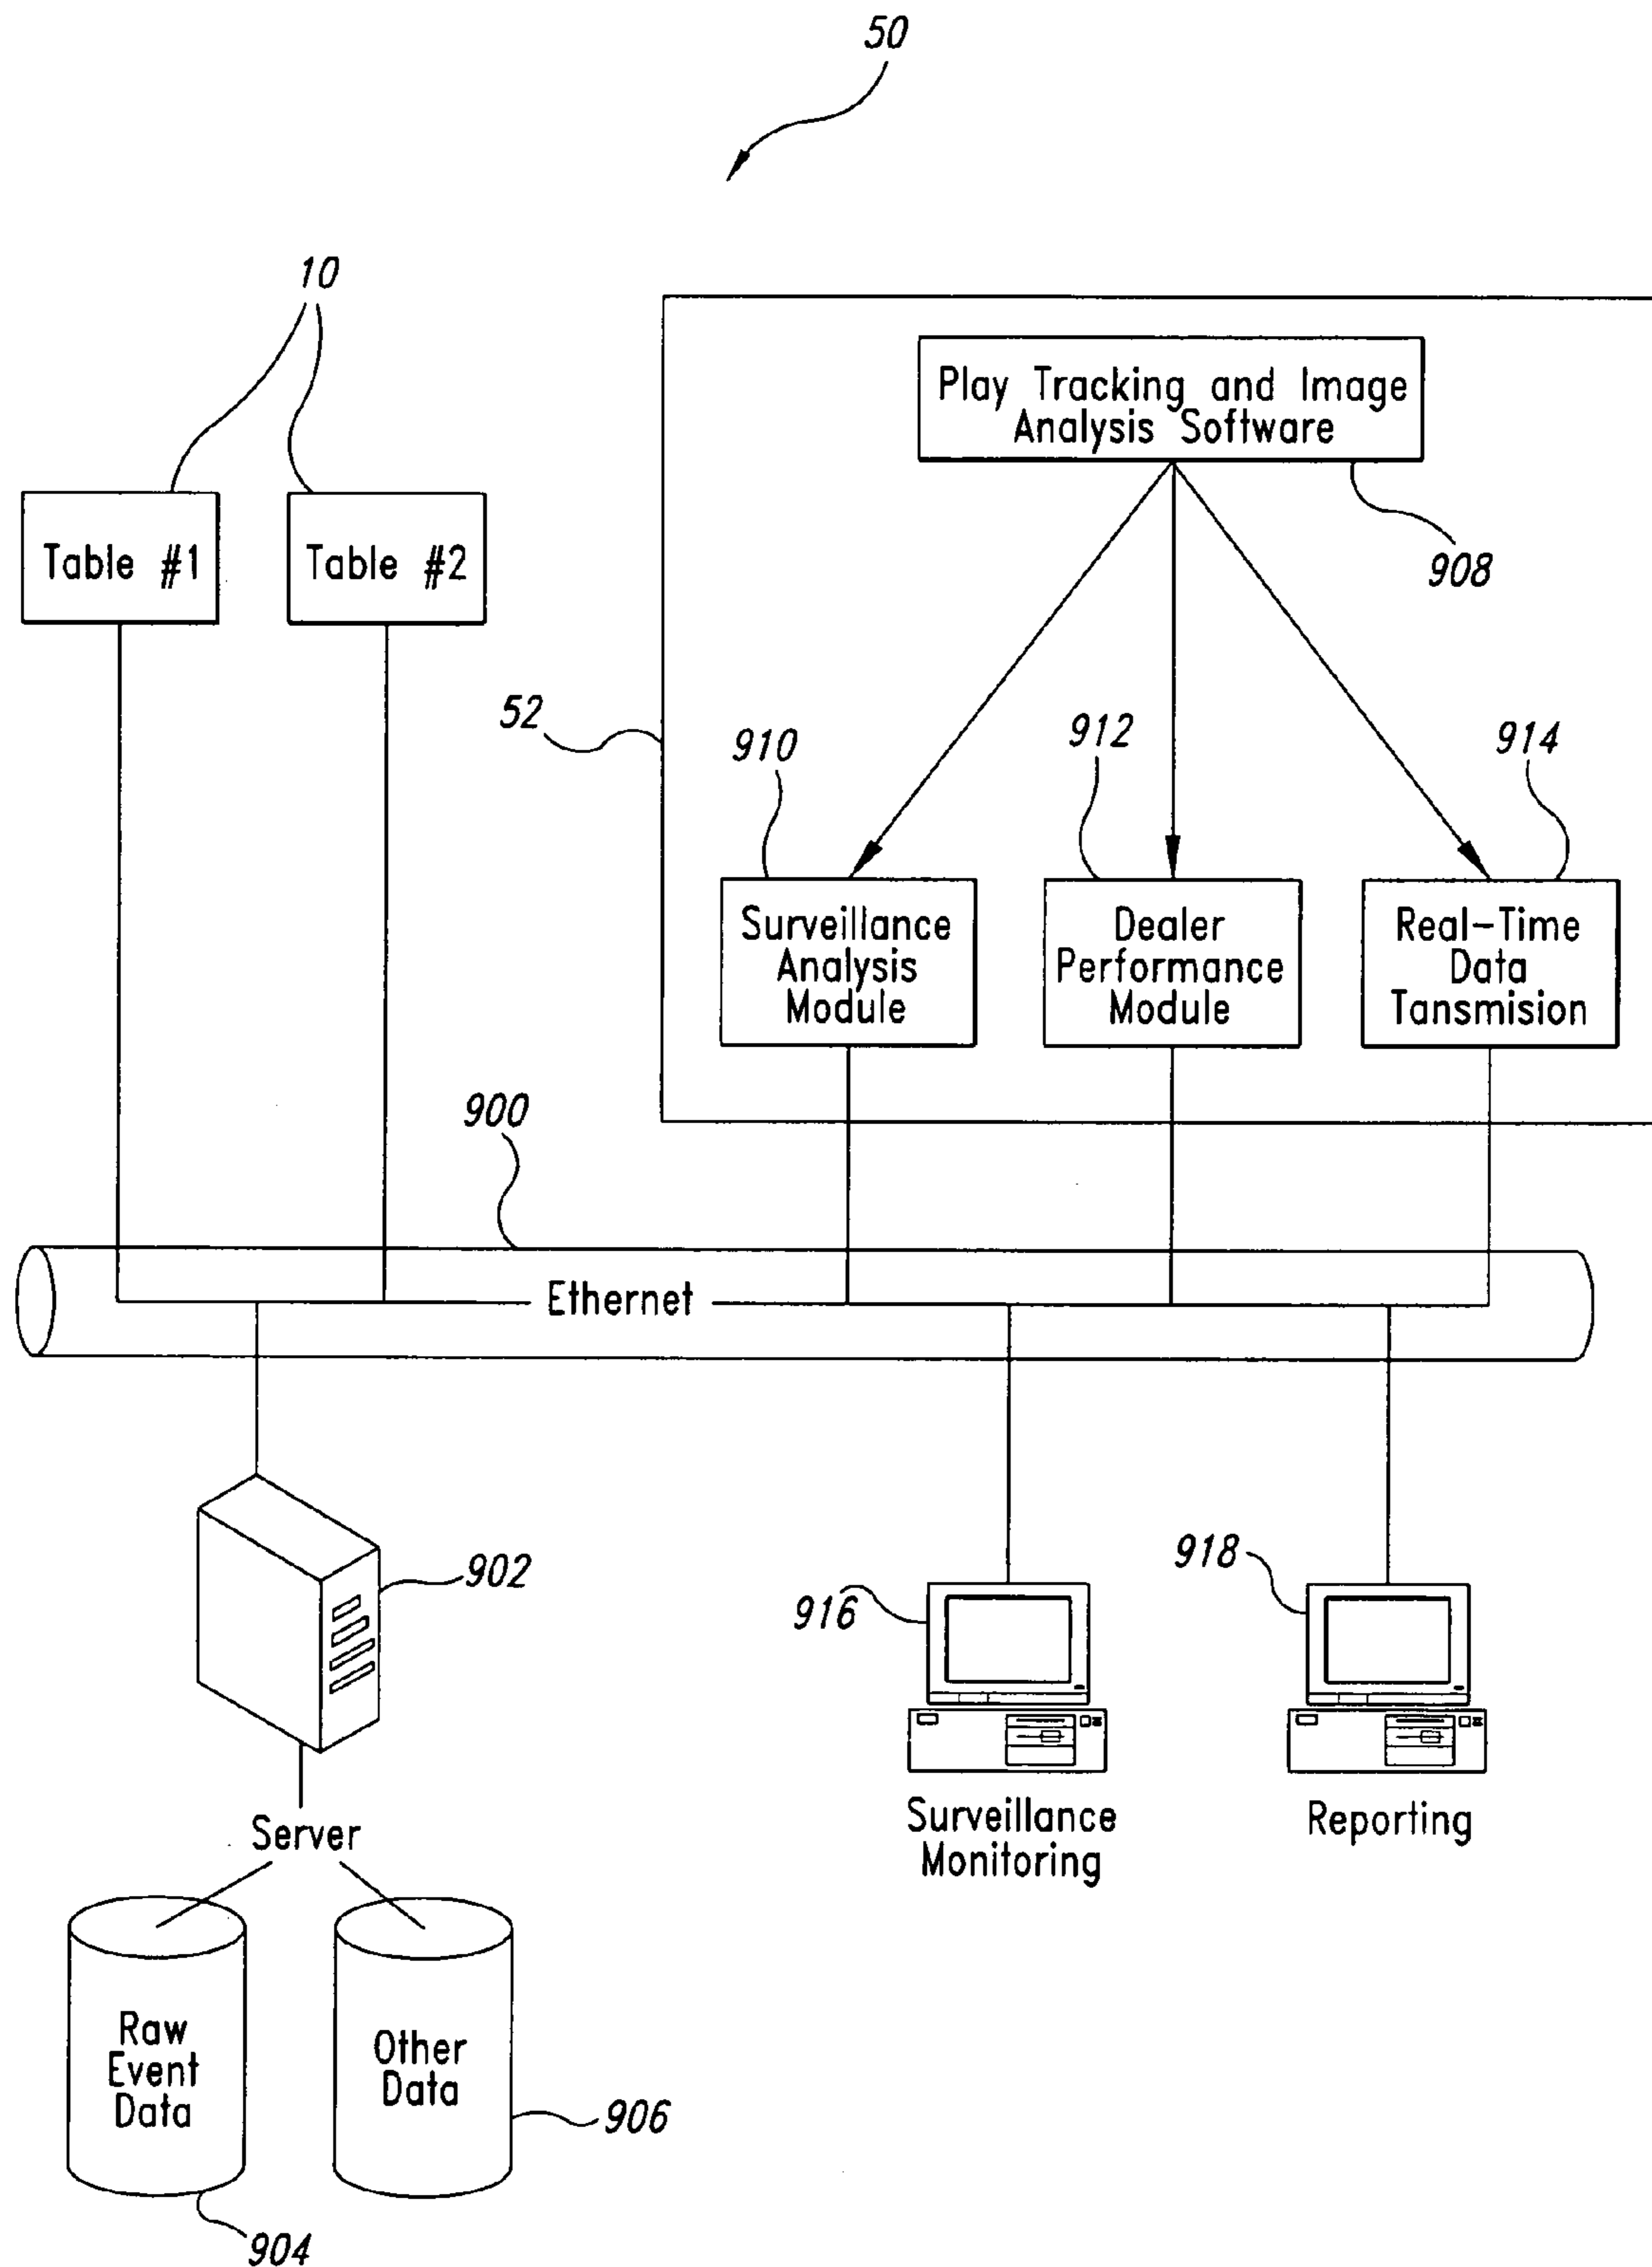 50
10
Play Tracking and Image
Analysis Software
Table #1
Table #2
908
52
910
912
914
Surveillance
Analysis
Module
Dealer
Performance
Module
Real-Time
Data
Tansmision
900
Ethernet
902
916
918
Server
Surveillance
Monitoring
Reporting
Raw
Event
Data
Other
Data
906
904